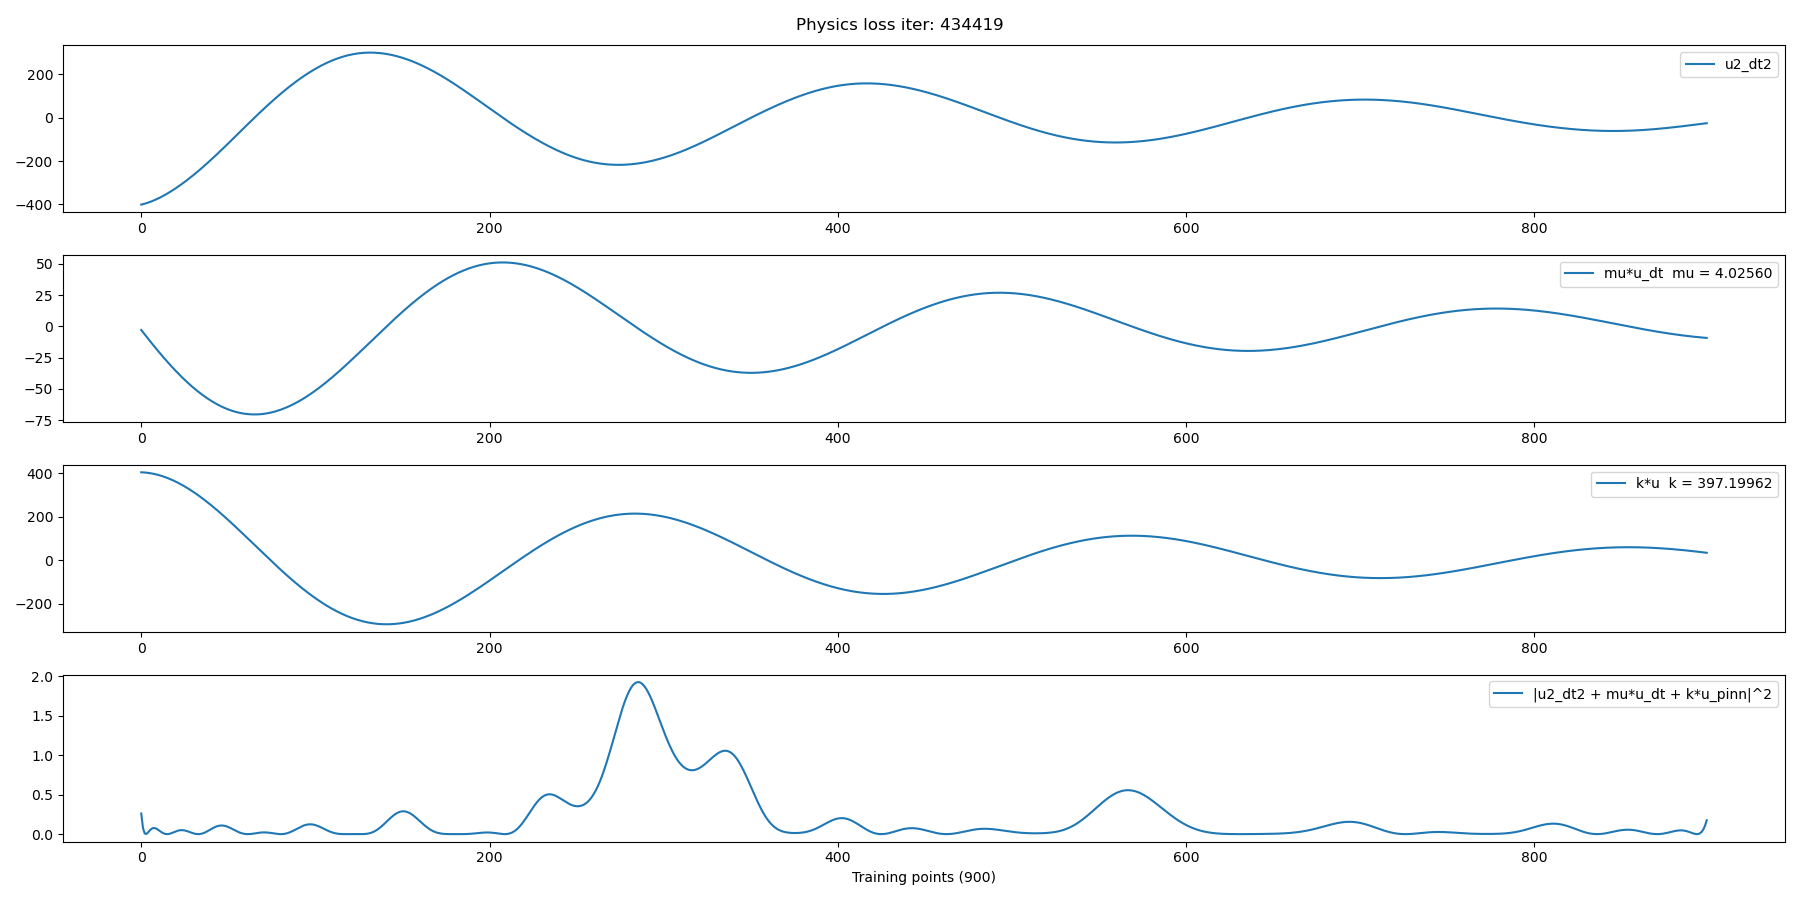 Physics loss iter: 434419
u2_dt2
200
0
−200
−400
0 200 400 600 800
mu*u_dt  mu = 4.02560
50
25
0
−25
−50
−75
0 200 400 600 800
k*u  k = 397.19962
400
200
0
−200
0 200 400 600 800
|u2_dt2 + mu*u_dt + k*u_pinn|^2
2.0
1.5
1.0
0.5
0.0
0 200 400 600 800
Training points (900)